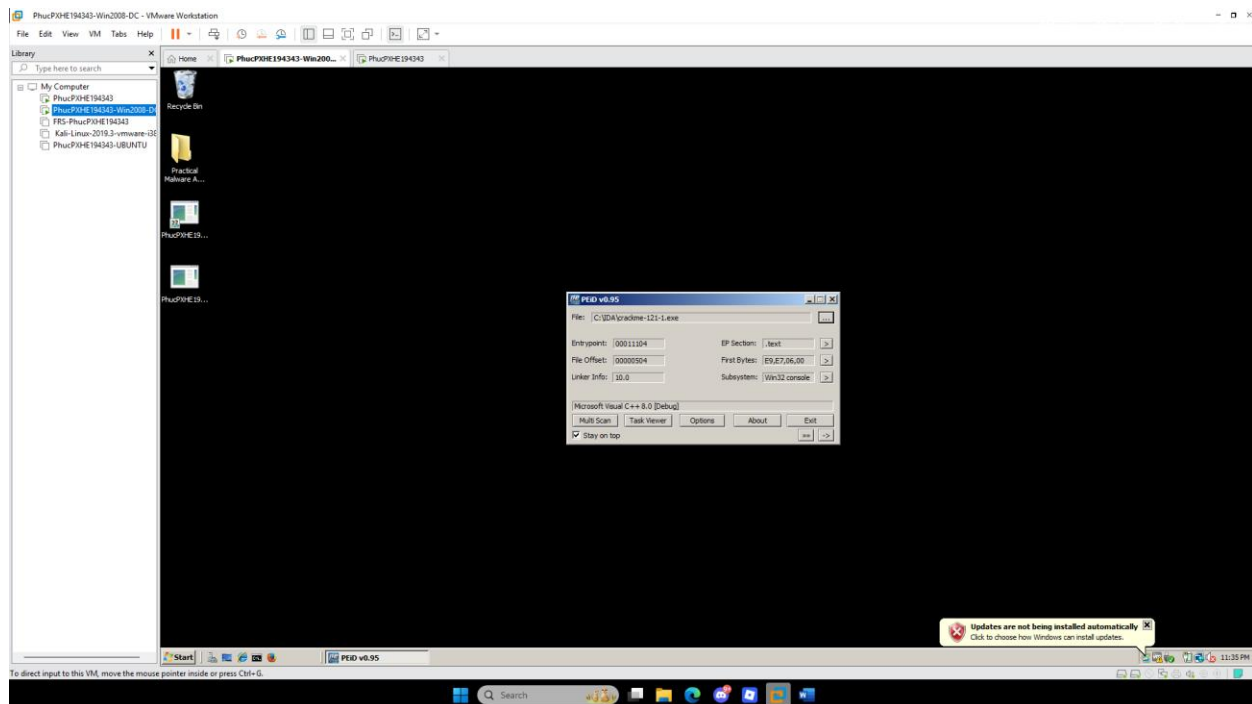 PhucPXHE194343-Win2008-DC - VMware Workstation
File Edit View VM Tabs Help
Library
Type here to search
My Computer
PhucPXHE194343
PhucPXHE194343-Win2008-D
FRS-PhucPXHE194343
Kali-Linux-2019.3-vmware-i38
PhucPXHE194343-UBUNTU
Home
PhucPXHE194343-Win200...
PhucPXHE194343
Recycle Bin
Practical
Malware A...
PhucPXHE19...
PhucPXHE19...
PEiD v0.95
File: C:\IDA\crackme-121-1.exe ...
Entrypoint: 00011104 EP Section: .text >
File Offset: 00000504 First Bytes: E9,E7,06,00 >
Linker Info: 10.0 Subsystem: Win32 console >
Microsoft Visual C++ 8.0 [Debug]
Multi Scan Task Viewer Options About Exit
Stay on top >> ->
Updates are not being installed automatically
Click to choose how Windows can install updates.
Start PEiD v0.95 11:35 PM
To direct input to this VM, move the mouse pointer inside or press Ctrl+G.
Search